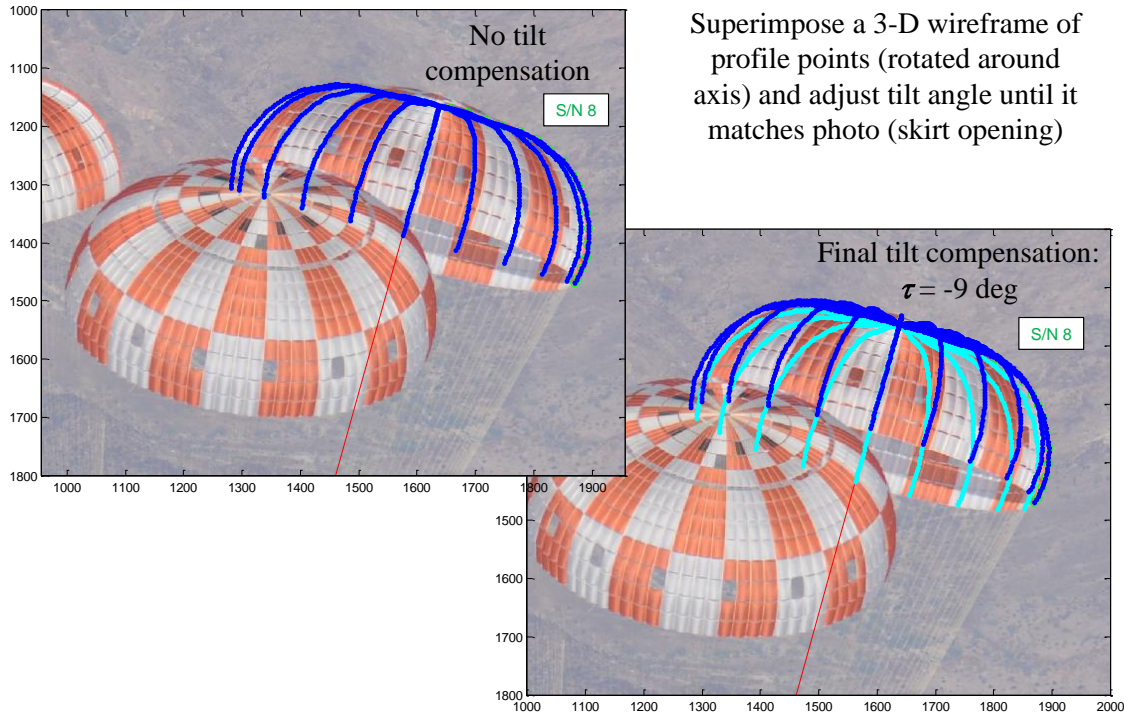 1000
1100
1200
1300
1400
1500
1600
1700
1800
1000 1100 1200 1300 1400 1500 1600 1700 1800 1900
No tilt
compensation
S/N 8
Superimpose a 3-D wireframe of
profile points (rotated around
axis) and adjust tilt angle until it
matches photo (skirt opening)
Final tilt compensation:
τ = -9 deg
S/N 8
1500
1600
1700
1800
1000 1100 1200 1300 1400 1500 1600 1700 1800 1900 2000